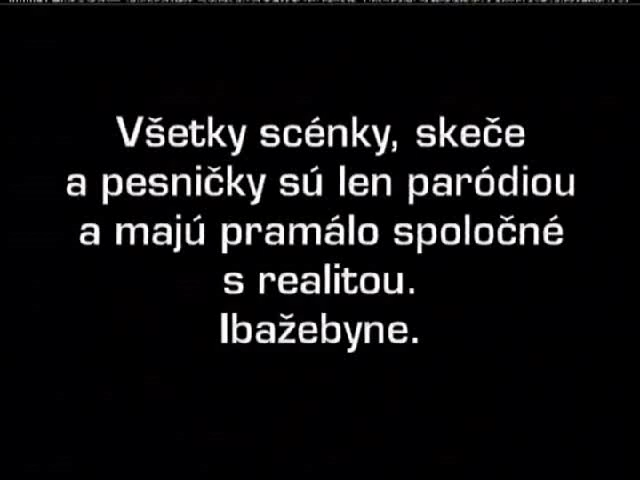 Všetky scénky, skeče
a pesničky sú len paródiou
a majú pramálo spoločné
s realitou.
Ibažebyne.